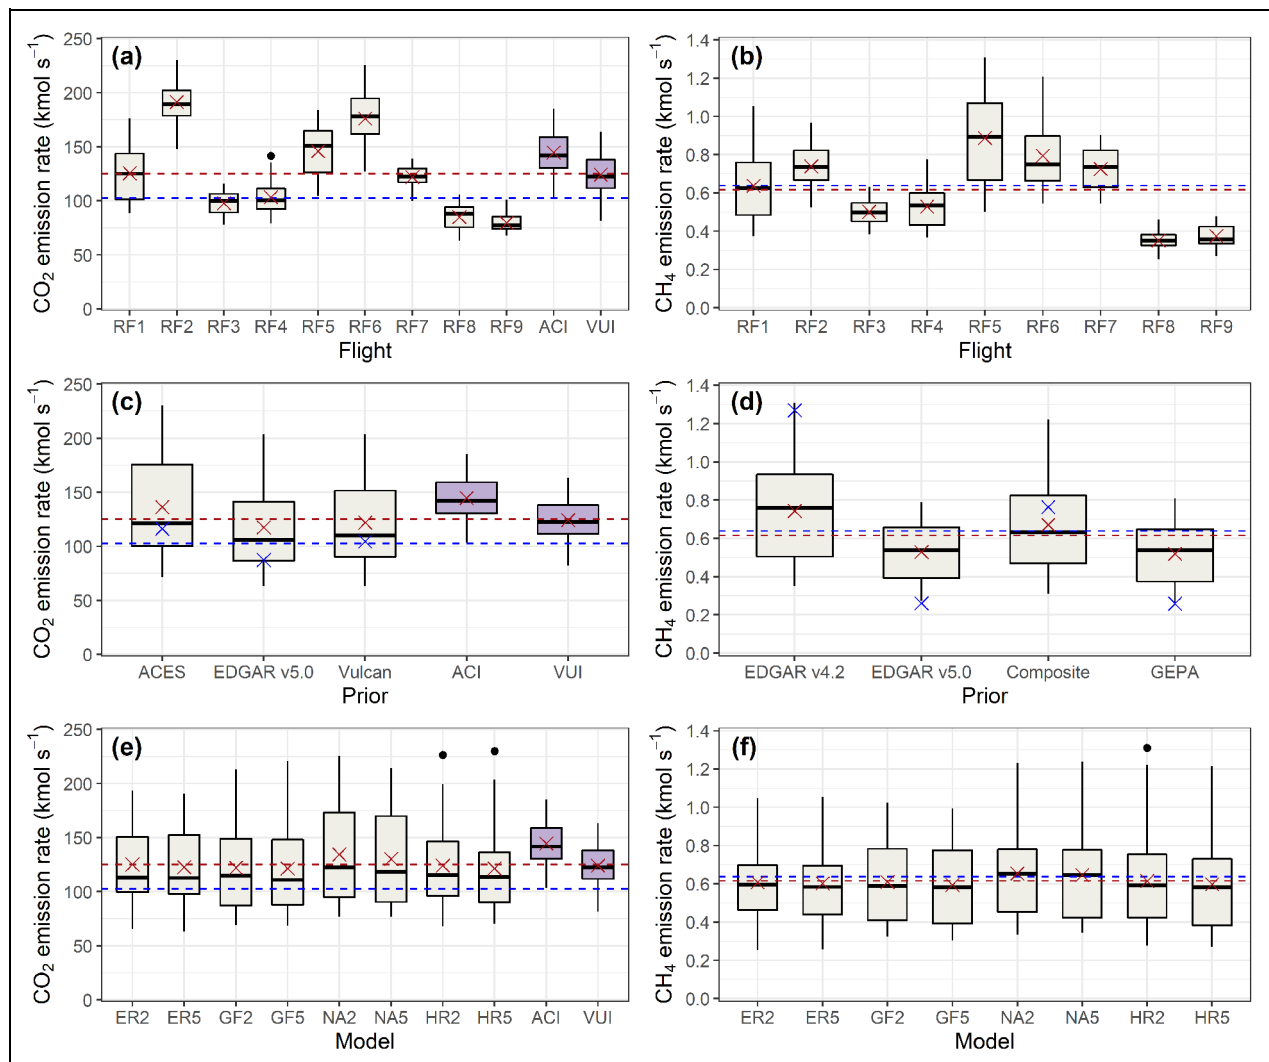 (a)
CO₂ emission rate (kmol s⁻¹)
250
200
150
100
50
0
RF1 RF2 RF3 RF4 RF5 RF6 RF7 RF8 RF9 ACI VUI
Flight
(b)
CH₄ emission rate (kmol s⁻¹)
1.4
1.2
1.0
0.8
0.6
0.4
0.2
0.0
RF1 RF2 RF3 RF4 RF5 RF6 RF7 RF8 RF9
Flight
(c)
CO₂ emission rate (kmol s⁻¹)
250
200
150
100
50
0
ACES EDGAR v5.0 Vulcan ACI VUI
Prior
(d)
CH₄ emission rate (kmol s⁻¹)
1.4
1.2
1.0
0.8
0.6
0.4
0.2
0.0
EDGAR v4.2 EDGAR v5.0 Composite GEPA
Prior
(e)
CO₂ emission rate (kmol s⁻¹)
250
200
150
100
50
0
ER2 ER5 GF2 GF5 NA2 NA5 HR2 HR5 ACI VUI
Model
(f)
CH₄ emission rate (kmol s⁻¹)
1.4
1.2
1.0
0.8
0.6
0.4
0.2
0.0
ER2 ER5 GF2 GF5 NA2 NA5 HR2 HR5
Model